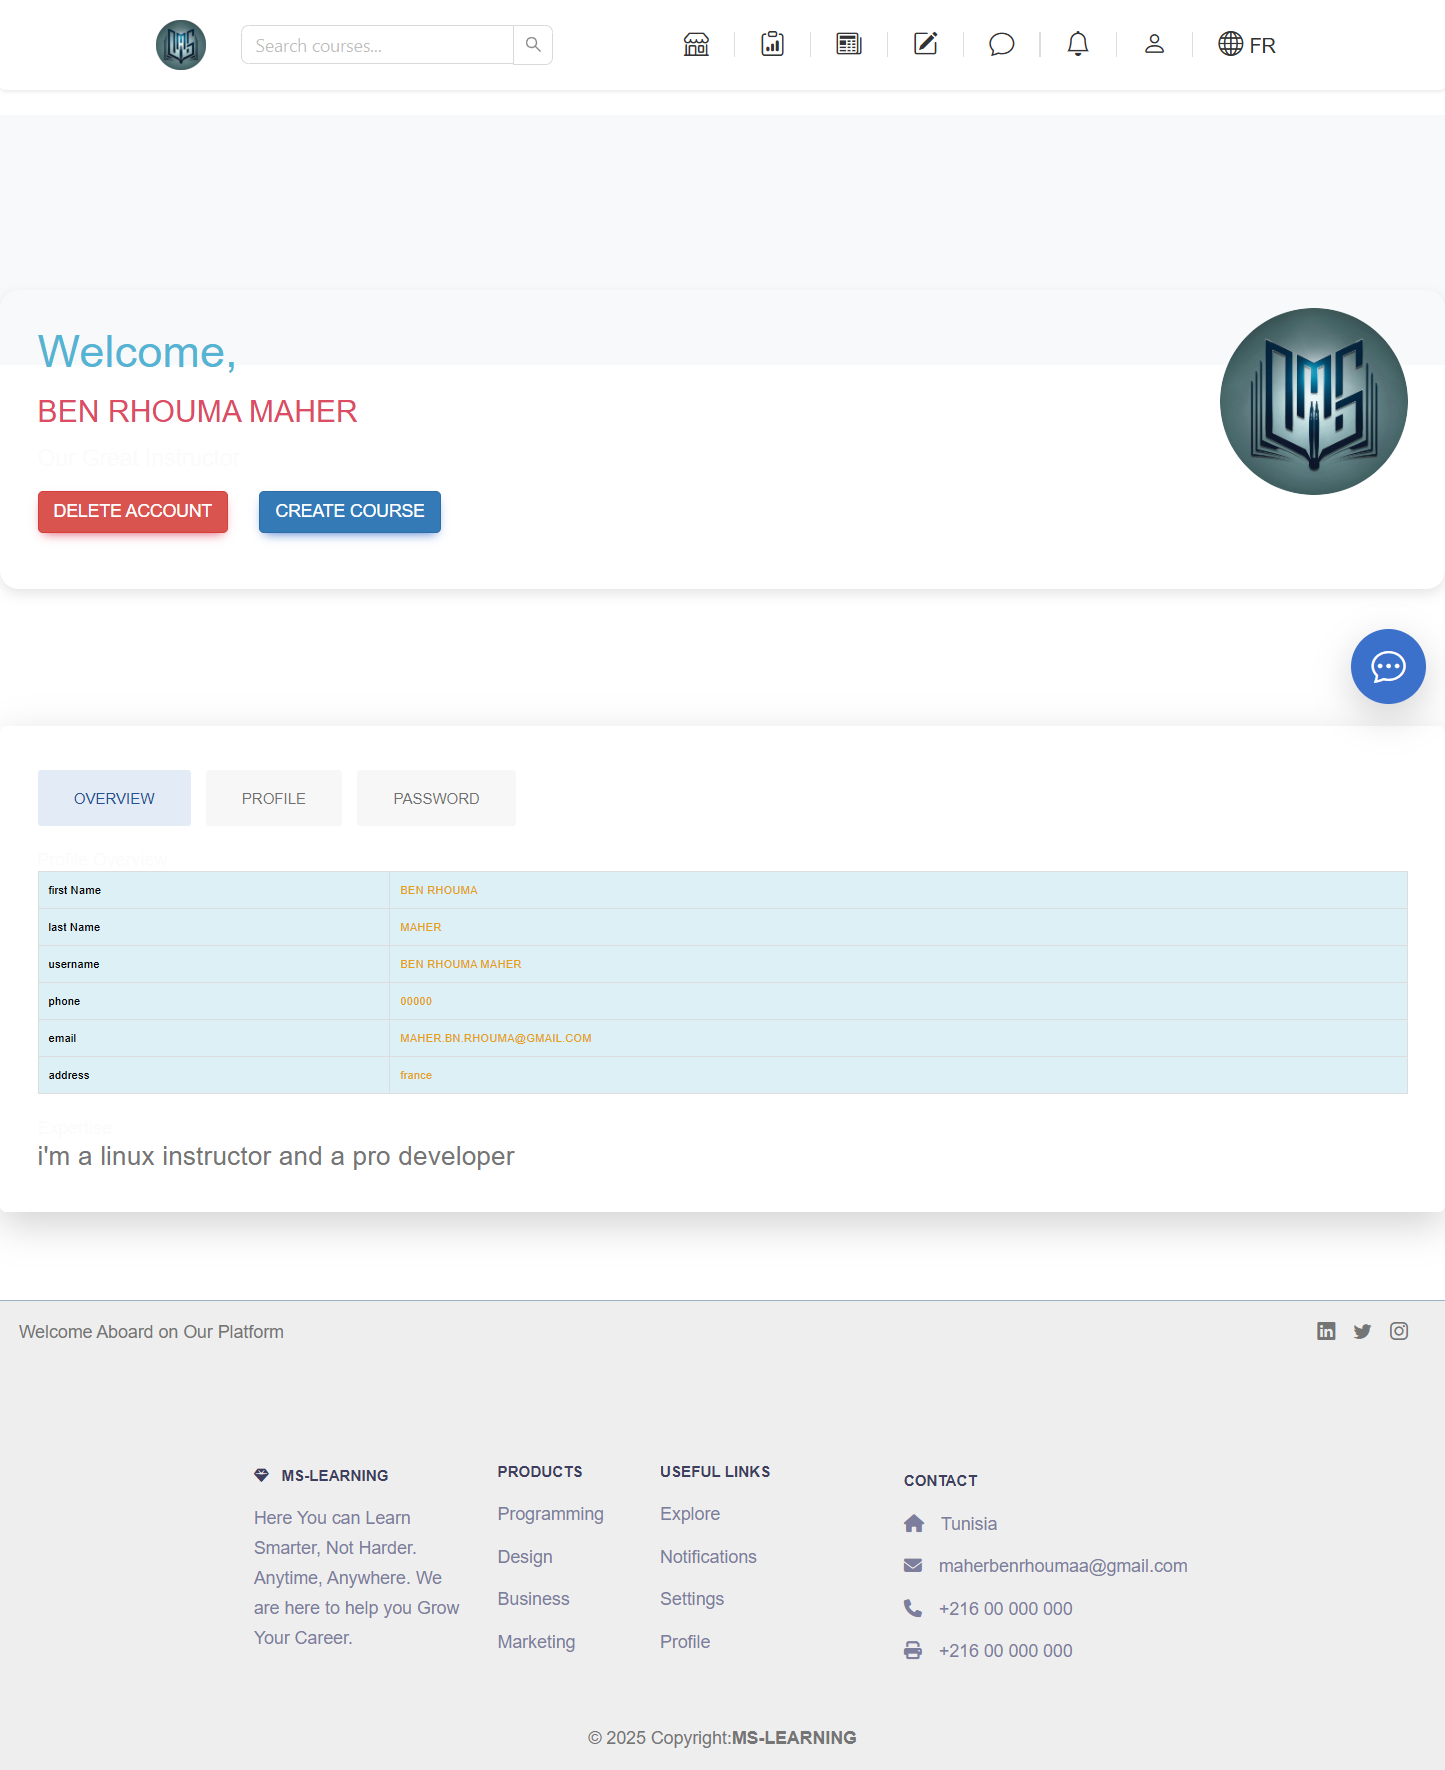 Search courses...
FR
Welcome,
BEN RHOUMA MAHER
Our Great Instructor
DELETE ACCOUNT
CREATE COURSE
OVERVIEW
PROFILE
PASSWORD
Profile Overview
first Name BEN RHOUMA
last Name MAHER
username BEN RHOUMA MAHER
phone 00000
email MAHER.BN.RHOUMA@GMAIL.COM
address france
Expertise
i'm a linux instructor and a pro developer
Welcome Aboard on Our Platform
MS-LEARNING
Here You can Learn
Smarter, Not Harder.
Anytime, Anywhere. We
are here to help you Grow
Your Career.
PRODUCTS
Programming
Design
Business
Marketing
USEFUL LINKS
Explore
Notifications
Settings
Profile
CONTACT
Tunisia
maherbenrhoumaa@gmail.com
+216 00 000 000
+216 00 000 000
© 2025 Copyright:MS-LEARNING